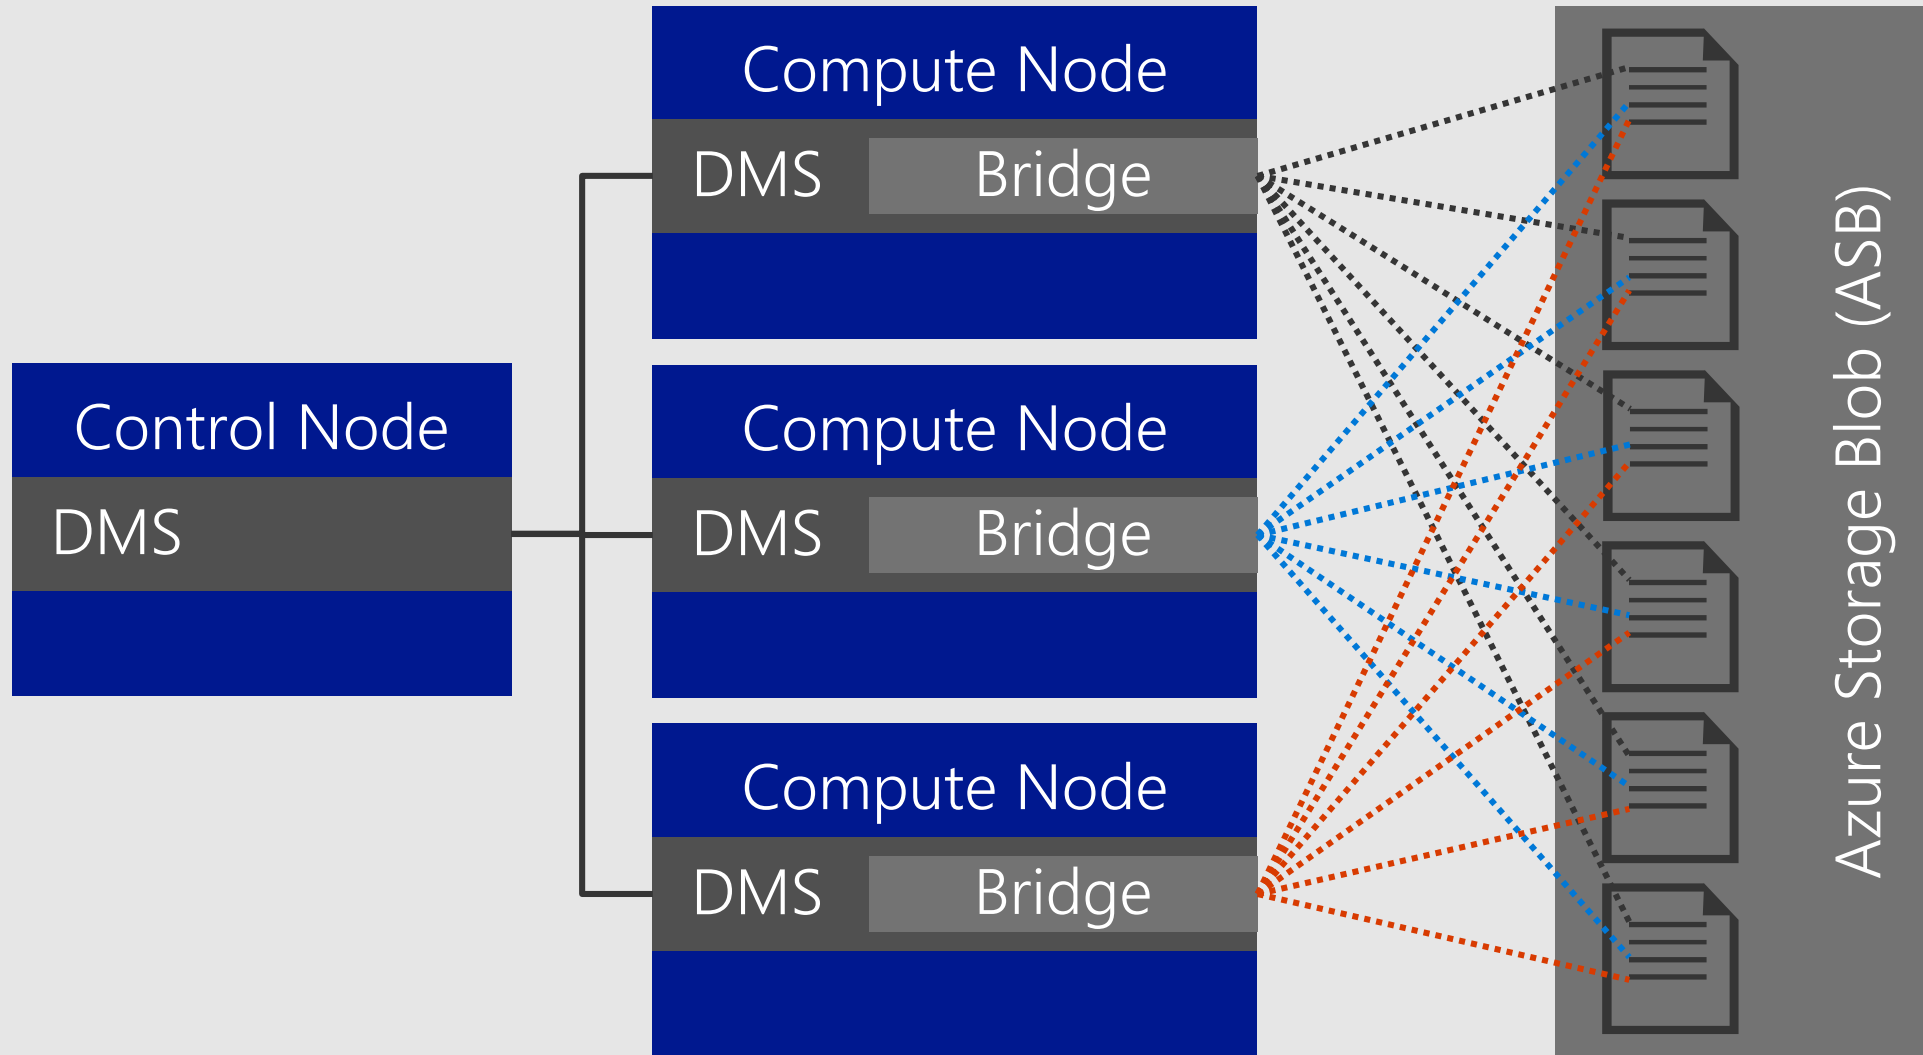 Control Node
DMS
Compute Node
DMS
Bridge
Compute Node
DMS
Bridge
Compute Node
DMS
Bridge
Azure Storage Blob (ASB)